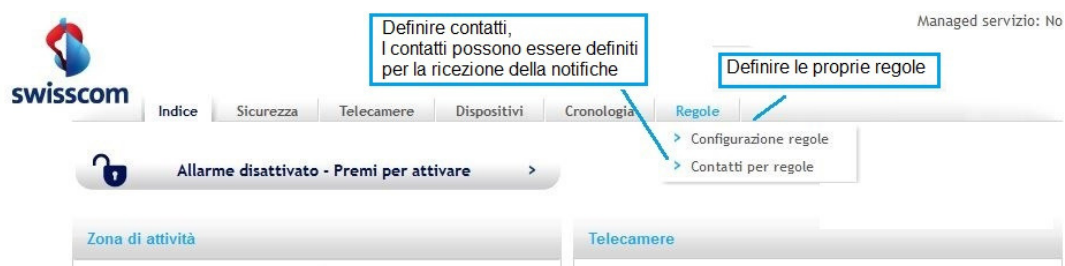 Managed servizio: No
Definire contatti,
I contatti possono essere definiti
per la ricezione della notifiche
Definire le proprie regole
swisscom
Indice Sicurezza Telecamere Dispositivi Cronologia Regole
> Configurazione regole
> Contatti per regole
Allarme disattivato - Premi per attivare >
Zona di attività Telecamere